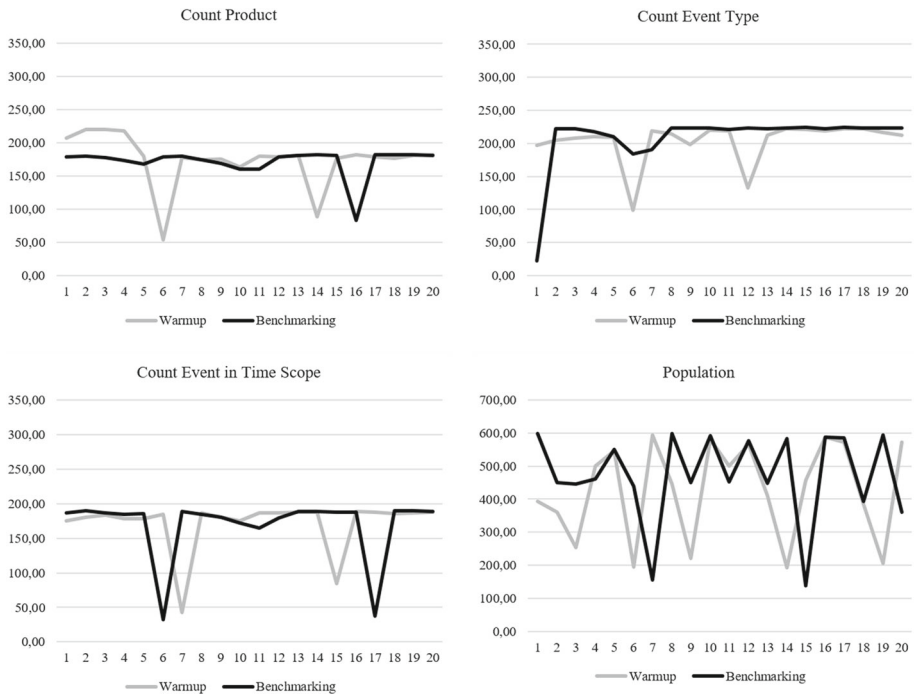 Count Product
350,00
300,00
250,00
200,00
150,00
100,00
50,00
0,00
1 2 3 4 5 6 7 8 9 10 11 12 13 14 15 16 17 18 19 20
Warmup Benchmarking
Count Event Type
350,00
300,00
250,00
200,00
150,00
100,00
50,00
0,00
1 2 3 4 5 6 7 8 9 10 11 12 13 14 15 16 17 18 19 20
Warmup Benchmarking
Count Event in Time Scope
350,00
300,00
250,00
200,00
150,00
100,00
50,00
0,00
1 2 3 4 5 6 7 8 9 10 11 12 13 14 15 16 17 18 19 20
Warmup Benchmarking
Population
700,00
600,00
500,00
400,00
300,00
200,00
100,00
0,00
1 2 3 4 5 6 7 8 9 10 11 12 13 14 15 16 17 18 19 20
Warmup Benchmarking